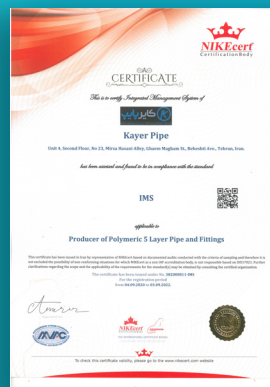 NIKEcert
Certification Body
CERTIFICATE
This is to certify Integrated Management System of
کایر پایپ
Kayer Pipe
Unit 4, Second Floor, No 23, Mirza Hasani Alley, Ghaem Magham St., Beheshti Ave., Tehran, Iran.
has been assessed and found to be in compliance with the standard
IMS
applicable to
Producer of Polymeric 5 Layer Pipe and Fittings
The certificate has been issued under No.
For the registration period
from 04.09.2020 to 03.09.2022.
NIKEcert
To check this certificate validity, please go to the www.nikecert.com website